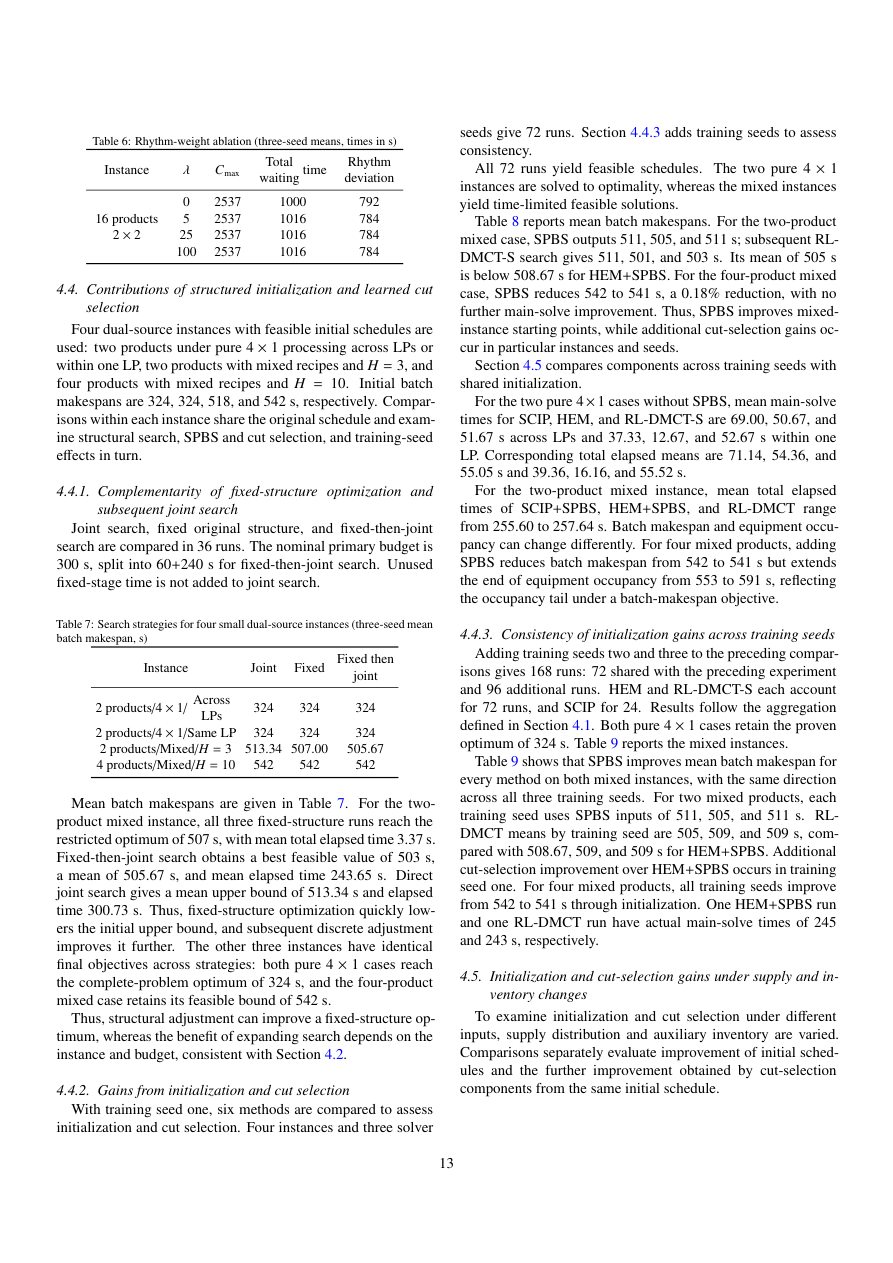 Table 6: Rhythm-weight ablation (three-seed means, times in s)
Instance λ Cmax Total waiting time Rhythm deviation
16 products 2 × 2
0 2537 1000 792
5 2537 1016 784
25 2537 1016 784
100 2537 1016 784
4.4. Contributions of structured initialization and learned cut
selection
Four dual-source instances with feasible initial schedules are
used: two products under pure 4 × 1 processing across LPs or
within one LP, two products with mixed recipes and H = 3, and
four products with mixed recipes and H = 10. Initial batch
makespans are 324, 324, 518, and 542 s, respectively. Compar-
isons within each instance share the original schedule and exam-
ine structural search, SPBS and cut selection, and training-seed
effects in turn.
4.4.1. Complementarity of fixed-structure optimization and
subsequent joint search
Joint search, fixed original structure, and fixed-then-joint
search are compared in 36 runs. The nominal primary budget is
300 s, split into 60+240 s for fixed-then-joint search. Unused
fixed-stage time is not added to joint search.
Table 7: Search strategies for four small dual-source instances (three-seed mean
batch makespan, s)
Instance Joint Fixed Fixed then joint
2 products/4 × 1/ Across LPs 324 324 324
2 products/4 × 1/Same LP 324 324 324
2 products/Mixed/H = 3 513.34 507.00 505.67
4 products/Mixed/H = 10 542 542 542
Mean batch makespans are given in Table 7. For the two-
product mixed instance, all three fixed-structure runs reach the
restricted optimum of 507 s, with mean total elapsed time 3.37 s.
Fixed-then-joint search obtains a best feasible value of 503 s,
a mean of 505.67 s, and mean elapsed time 243.65 s. Direct
joint search gives a mean upper bound of 513.34 s and elapsed
time 300.73 s. Thus, fixed-structure optimization quickly low-
ers the initial upper bound, and subsequent discrete adjustment
improves it further. The other three instances have identical
final objectives across strategies: both pure 4 × 1 cases reach
the complete-problem optimum of 324 s, and the four-product
mixed case retains its feasible bound of 542 s.
Thus, structural adjustment can improve a fixed-structure op-
timum, whereas the benefit of expanding search depends on the
instance and budget, consistent with Section 4.2.
4.4.2. Gains from initialization and cut selection
With training seed one, six methods are compared to assess
initialization and cut selection. Four instances and three solver
seeds give 72 runs. Section 4.4.3 adds training seeds to assess
consistency.
All 72 runs yield feasible schedules. The two pure 4 × 1
instances are solved to optimality, whereas the mixed instances
yield time-limited feasible solutions.
Table 8 reports mean batch makespans. For the two-product
mixed case, SPBS outputs 511, 505, and 511 s; subsequent RL-
DMCT-S search gives 511, 501, and 503 s. Its mean of 505 s
is below 508.67 s for HEM+SPBS. For the four-product mixed
case, SPBS reduces 542 to 541 s, a 0.18% reduction, with no
further main-solve improvement. Thus, SPBS improves mixed-
instance starting points, while additional cut-selection gains oc-
cur in particular instances and seeds.
Section 4.5 compares components across training seeds with
shared initialization.
For the two pure 4 × 1 cases without SPBS, mean main-solve
times for SCIP, HEM, and RL-DMCT-S are 69.00, 50.67, and
51.67 s across LPs and 37.33, 12.67, and 52.67 s within one
LP. Corresponding total elapsed means are 71.14, 54.36, and
55.05 s and 39.36, 16.16, and 55.52 s.
For the two-product mixed instance, mean total elapsed
times of SCIP+SPBS, HEM+SPBS, and RL-DMCT range
from 255.60 to 257.64 s. Batch makespan and equipment occu-
pancy can change differently. For four mixed products, adding
SPBS reduces batch makespan from 542 to 541 s but extends
the end of equipment occupancy from 553 to 591 s, reflecting
the occupancy tail under a batch-makespan objective.
4.4.3. Consistency of initialization gains across training seeds
Adding training seeds two and three to the preceding compar-
isons gives 168 runs: 72 shared with the preceding experiment
and 96 additional runs. HEM and RL-DMCT-S each account
for 72 runs, and SCIP for 24. Results follow the aggregation
defined in Section 4.1. Both pure 4 × 1 cases retain the proven
optimum of 324 s. Table 9 reports the mixed instances.
Table 9 shows that SPBS improves mean batch makespan for
every method on both mixed instances, with the same direction
across all three training seeds. For two mixed products, each
training seed uses SPBS inputs of 511, 505, and 511 s. RL-
DMCT means by training seed are 505, 509, and 509 s, com-
pared with 508.67, 509, and 509 s for HEM+SPBS. Additional
cut-selection improvement over HEM+SPBS occurs in training
seed one. For four mixed products, all training seeds improve
from 542 to 541 s through initialization. One HEM+SPBS run
and one RL-DMCT run have actual main-solve times of 245
and 243 s, respectively.
4.5. Initialization and cut-selection gains under supply and in-
ventory changes
To examine initialization and cut selection under different
inputs, supply distribution and auxiliary inventory are varied.
Comparisons separately evaluate improvement of initial sched-
ules and the further improvement obtained by cut-selection
components from the same initial schedule.
13